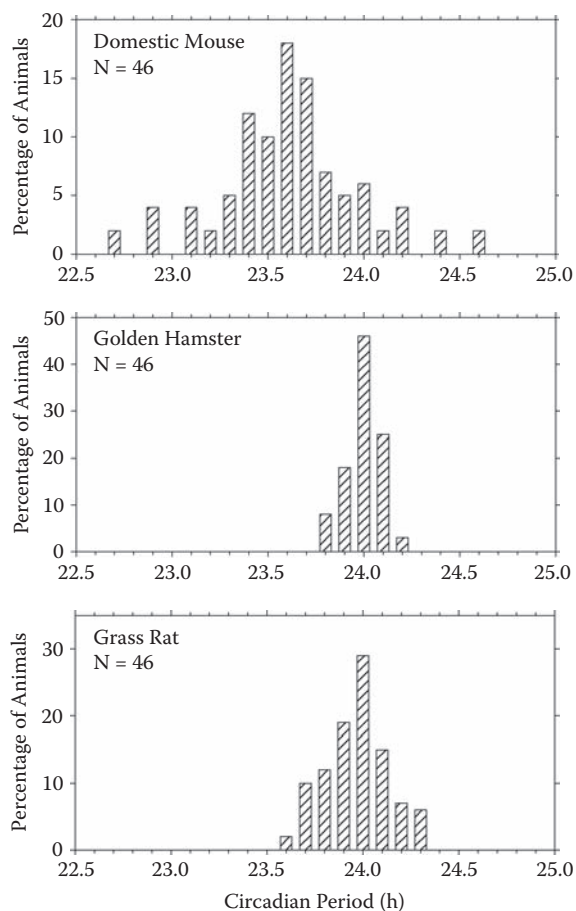 Domestic Mouse
N = 46
Percentage of Animals
20
15
10
5
0
22.5 23.0 23.5 24.0 24.5 25.0
Golden Hamster
N = 46
Percentage of Animals
50
40
30
20
10
0
22.5 23.0 23.5 24.0 24.5 25.0
Grass Rat
N = 46
Percentage of Animals
30
20
10
0
22.5 23.0 23.5 24.0 24.5 25.0
Circadian Period (h)